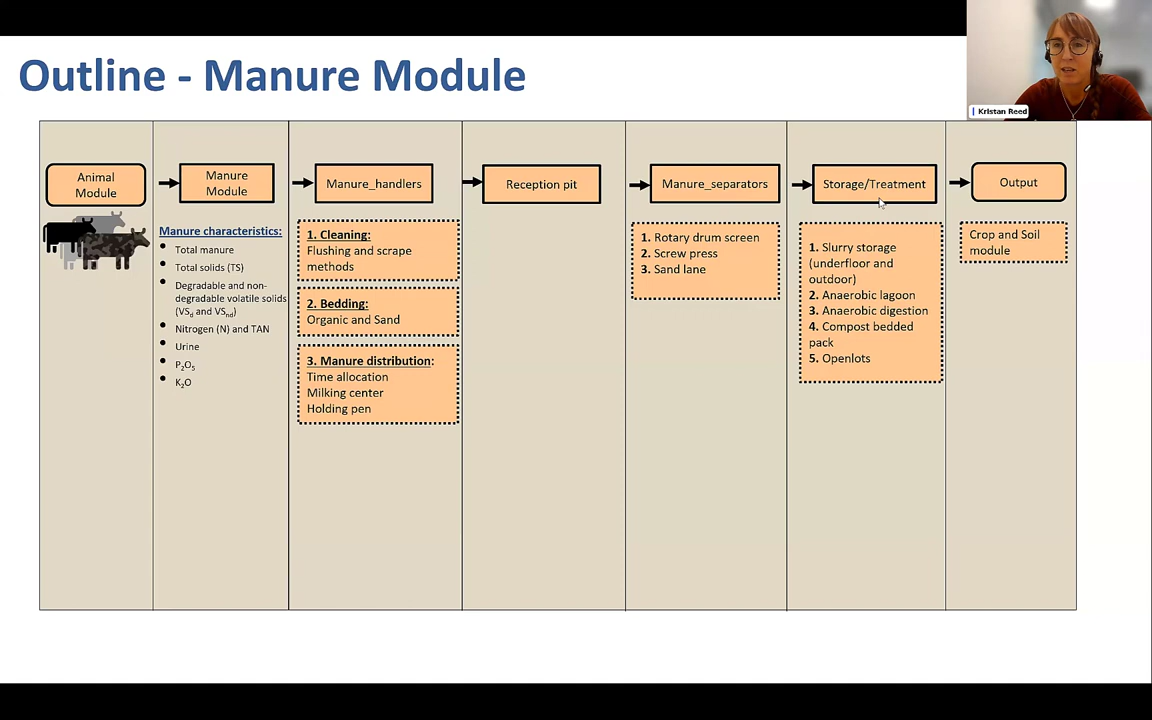 Outline - Manure Module
Kristan Reed
Animal
Module
Manure
Module
Manure characteristics:
Total manure
Total solids (TS)
Degradable and non-
degradable volatile solids
(VSd and VSnd)
Nitrogen (N) and TAN
Urine
P2O5
K2O
Manure_handlers
1. Cleaning:
Flushing and scrape
methods
2. Bedding:
Organic and Sand
3. Manure distribution:
Time allocation
Milking center
Holding pen
Reception pit
Manure_separators
1. Rotary drum screen
2. Screw press
3. Sand lane
Storage/Treatment
1. Slurry storage
(underfloor and
outdoor)
2. Anaerobic lagoon
3. Anaerobic digestion
4. Compost bedded
pack
5. Openlots
Output
Crop and Soil
module